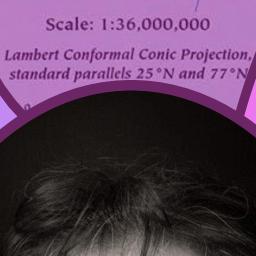 Scale: 1:36,000,000
Lambert Conformal Conic Projection,
standard parallels 25°N and 77°N